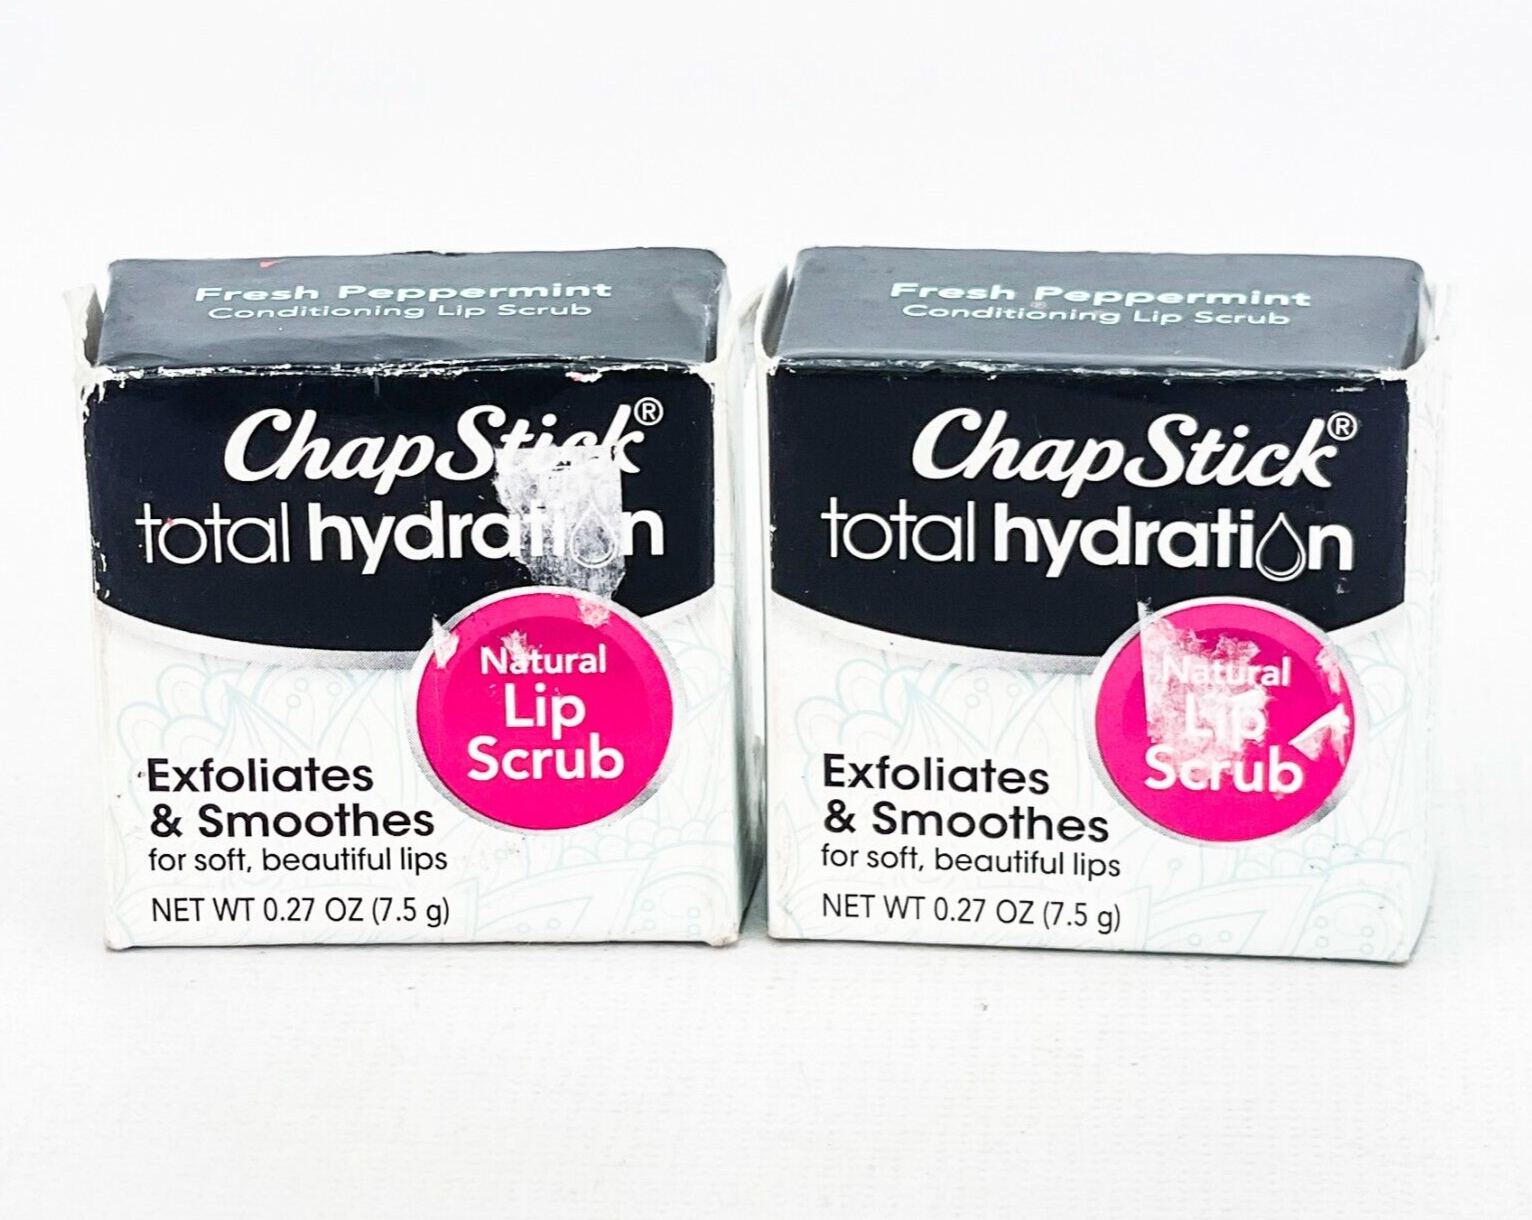 Fresh Peppermint
Conditioning Lip Scrub
ChapStick®
total hydration
Natural
Lip
Scrub
Exfoliates
& Smoothes
for soft, beautiful lips
NET WT 0.27 OZ (7.5 g)
Fresh Peppermint
Conditioning Lip Scrub
ChapStick®
total hydration
Natural
Lip
Scrub
Exfoliates
& Smoothes
for soft, beautiful lips
NET WT 0.27 OZ (7.5 g)